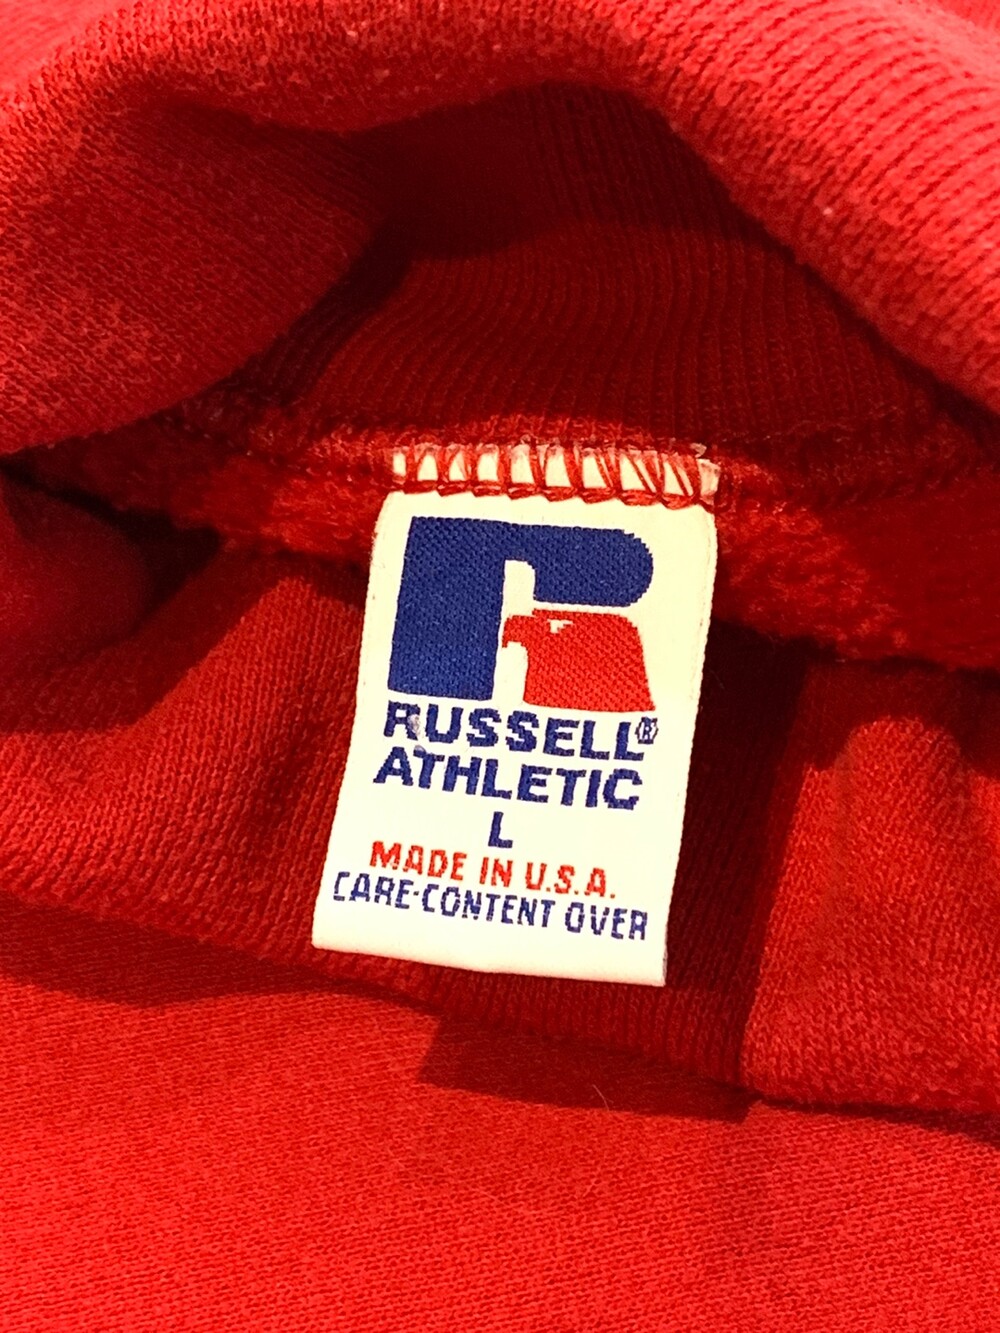 RUSSELL®
ATHLETIC
L
MADE IN U.S.A.
CARE·CONTENT OVER